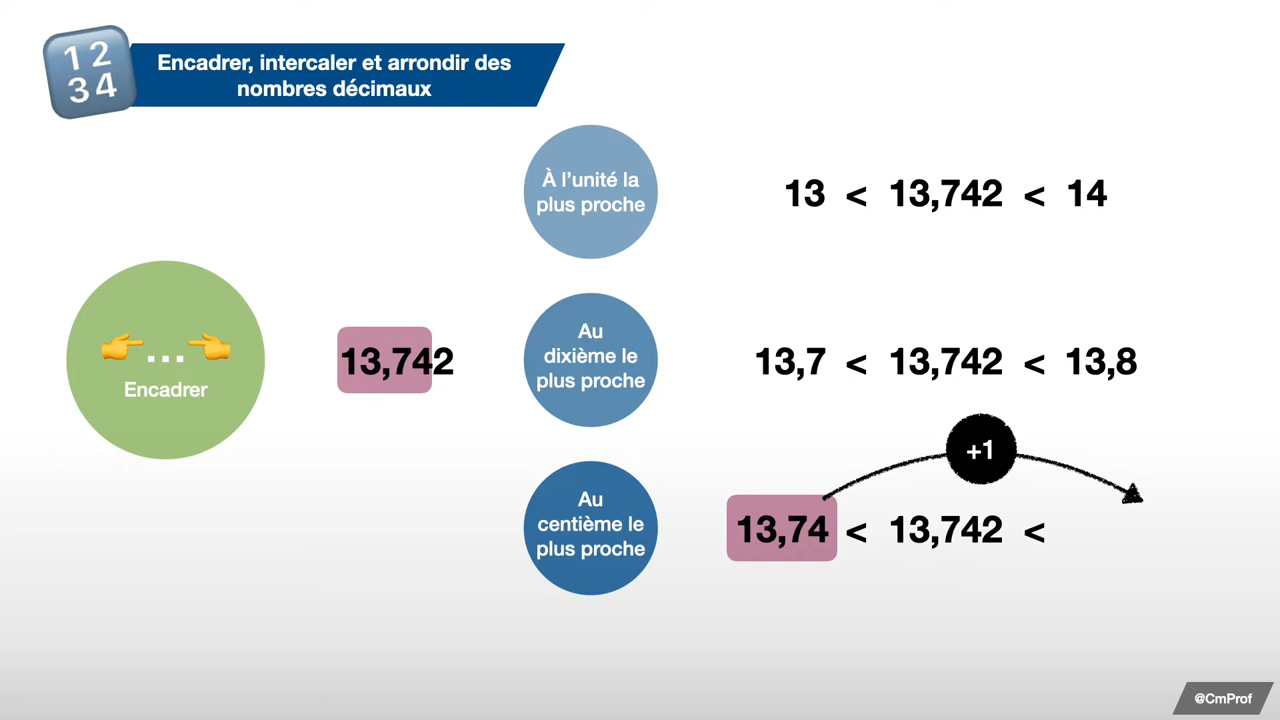 1 2
3 4
Encadrer, intercaler et arrondir des
nombres décimaux
À l’unité la
plus proche
13 < 13,742 < 14
...
Encadrer
13,742
Au
dixième le
plus proche
13,7 < 13,742 < 13,8
+1
Au
centième le
plus proche
13,74 < 13,742 <
@CmProf